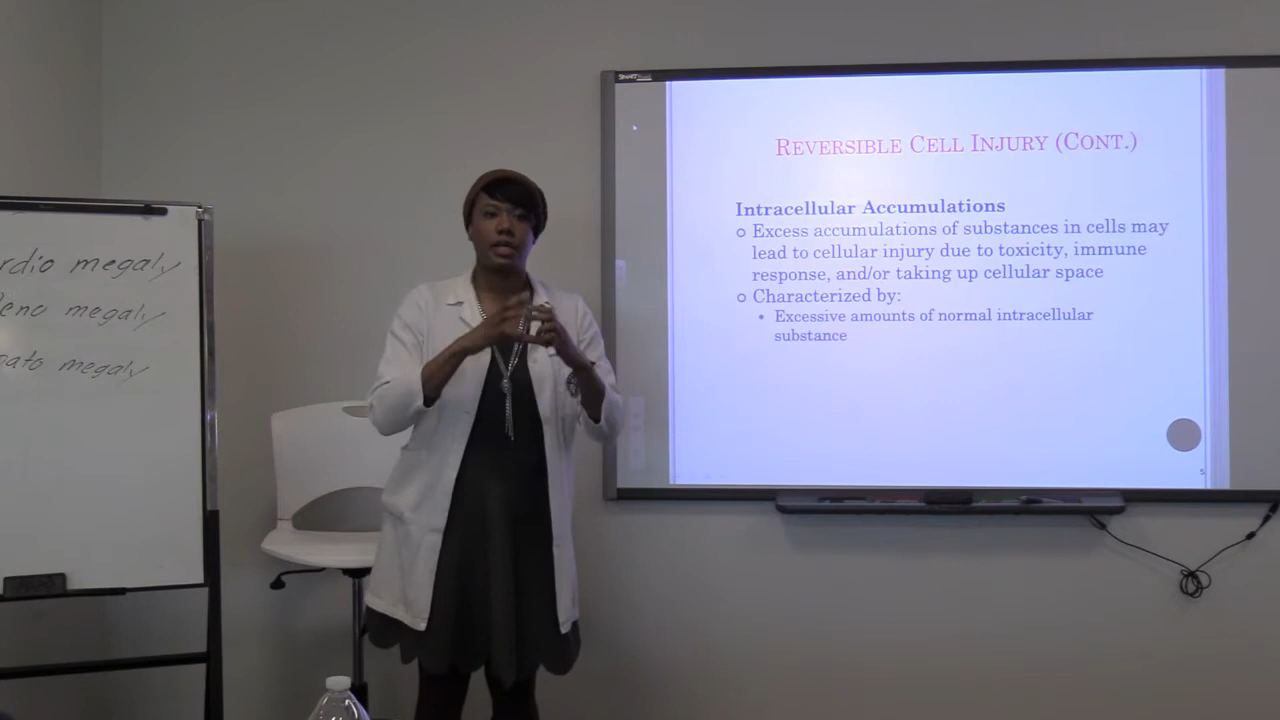 rdio megaly
eno megaly
pato megaly
SMART
REVERSIBLE CELL INJURY (CONT.)
Intracellular Accumulations
Excess accumulations of substances in cells may
lead to cellular injury due to toxicity, immune
response, and/or taking up cellular space
Characterized by:
• Excessive amounts of normal intracellular
substance
5